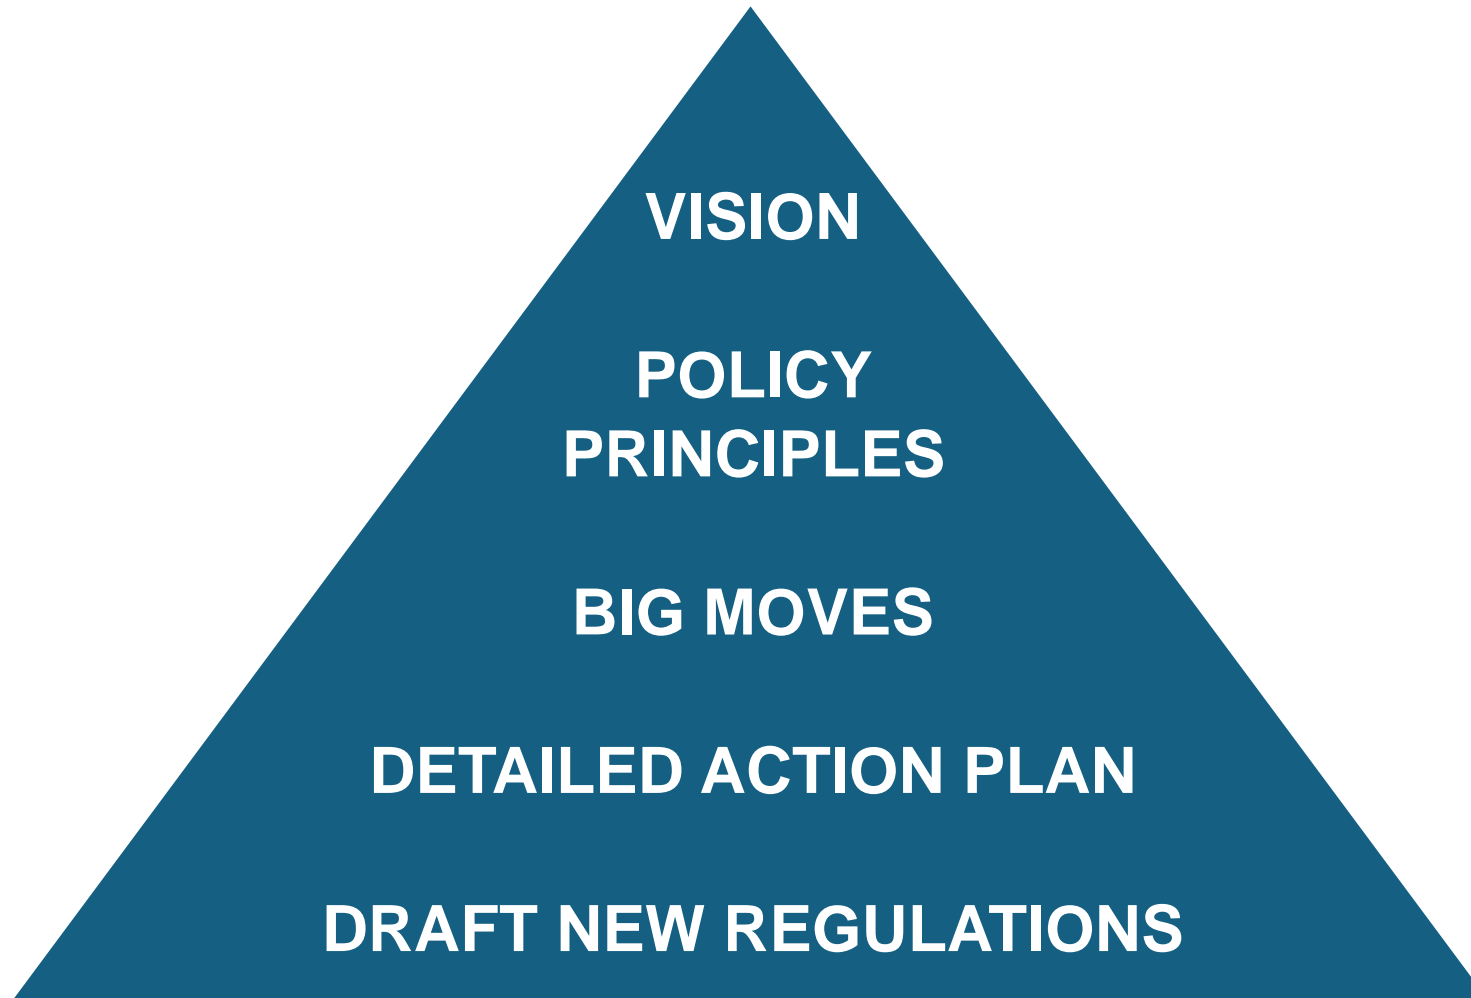 VISION
POLICY
PRINCIPLES
BIG MOVES
DETAILED ACTION PLAN
DRAFT NEW REGULATIONS